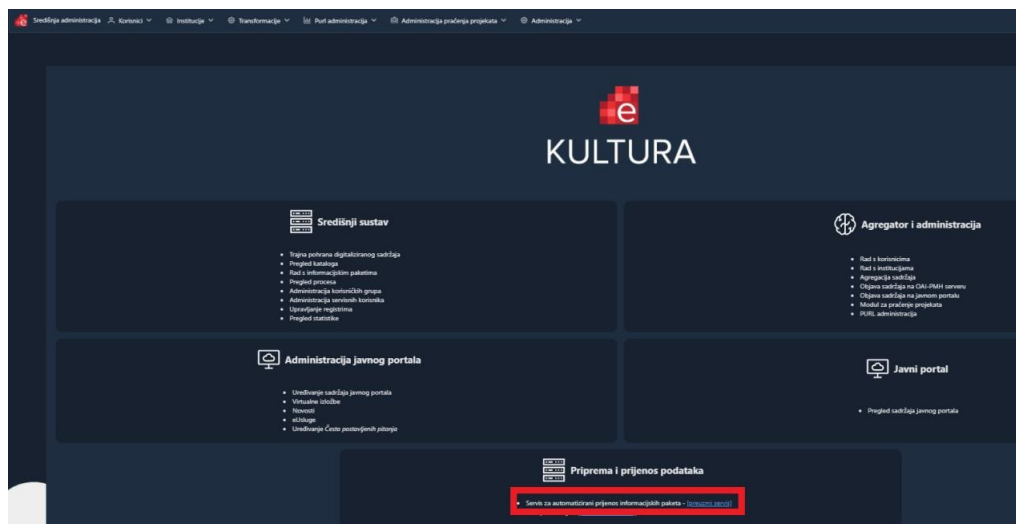 Središnja administracija Korisnici Institucije Transformacije Purl administracija Administracija praćenja projekata Administracija
e
KULTURA
Središnji sustav
Trajna pohrana digitaliziranog sadržaja
Pregled kataloga
Rad s informacijskim paketima
Pregled procesa
Administracija korisničkih grupa
Administracija servisnih korisnika
Upravljanje registrima
Pregled statistike
Agregator i administracija
Rad s korisnicima
Rad s institucijama
Agregacija sadržaja
Objava sadržaja na OAI-PMH serveru
Objava sadržaja na javnom portalu
Modul za praćenje projekata
PURL administracija
Administracija javnog portala
Uređivanje sadržaja javnog portala
Virtualne izložbe
Novosti
eUsluge
Uređivanje Često postavljenih pitanja
Javni portal
Pregled sadržaja javnog portala
Priprema i prijenos podataka
Servis za automatizirani prijenos informacijskih paketa - [preuzmi servis]